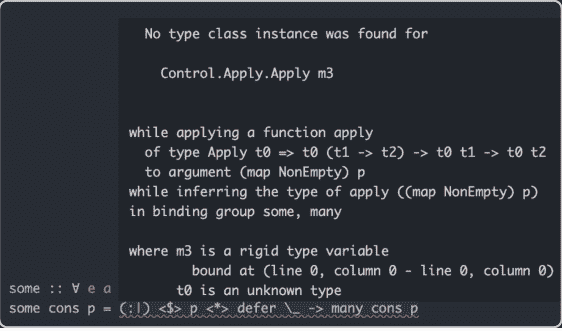 No type class instance was found for
Control.Apply.Apply m3
while applying a function apply
of type Apply t0 => t0 (t1 -> t2) -> t0 t1 -> t0 t2
to argument (map NonEmpty) p
while inferring the type of apply ((map NonEmpty) p)
in binding group some, many
where m3 is a rigid type variable
bound at (line 0, column 0 - line 0, column 0)
t0 is an unknown type
some :: ∀ e a
some cons p = (:|) <$> p <*> defer \_ -> many cons p